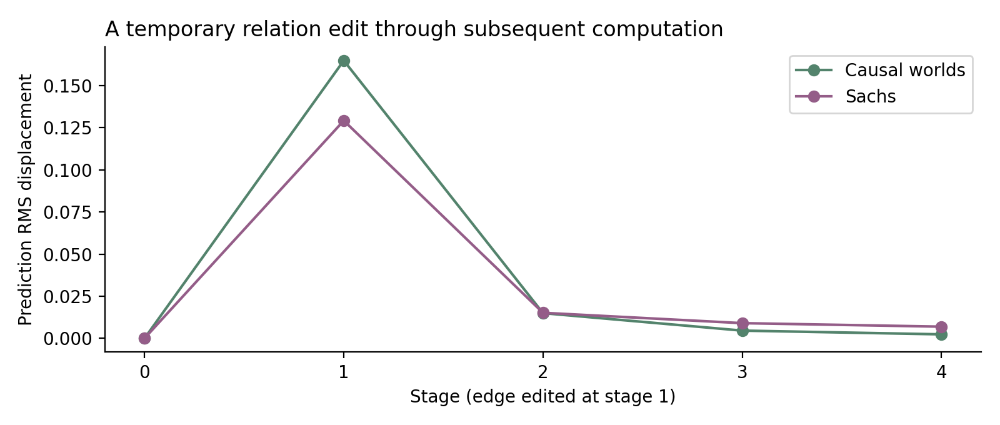 A temporary relation edit through subsequent computation
Causal worlds
Sachs
Prediction RMS displacement
0.150
0.125
0.100
0.075
0.050
0.025
0.000
0 1 2 3 4
Stage (edge edited at stage 1)